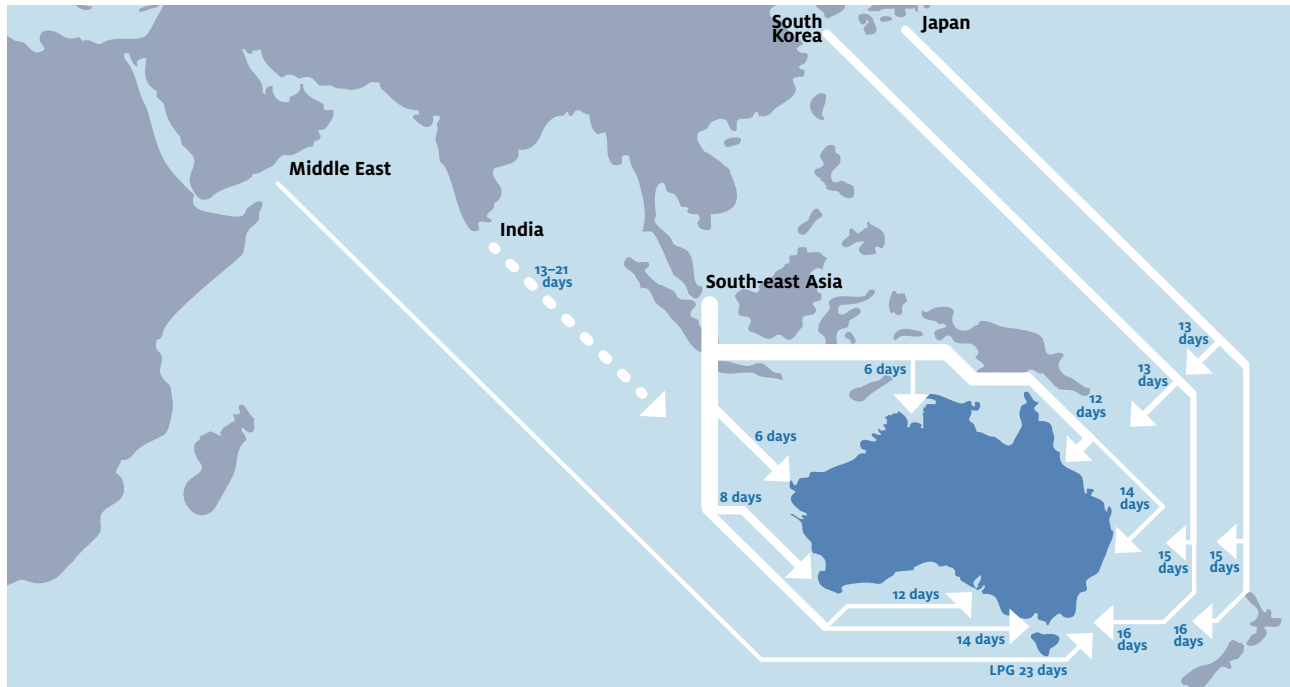 South
Korea
Japan
Middle East
India
13–21
days
South-east Asia
13
days
13
days
6 days
12
days
6 days
8 days
14
days
15
days
15
days
12 days
14 days
16
days
16
days
LPG 23 days